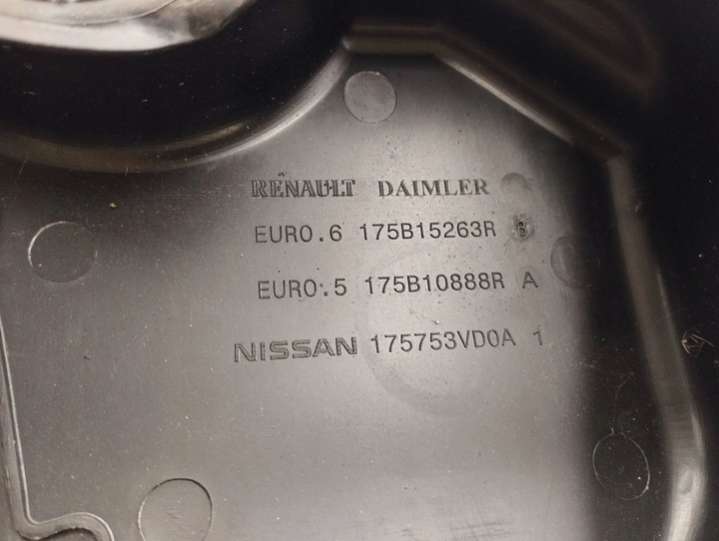 RENAULT DAIMLER
EURO.6 175B15263R B
EURO.5 175B10888R A
NISSAN 175753VD0A 1